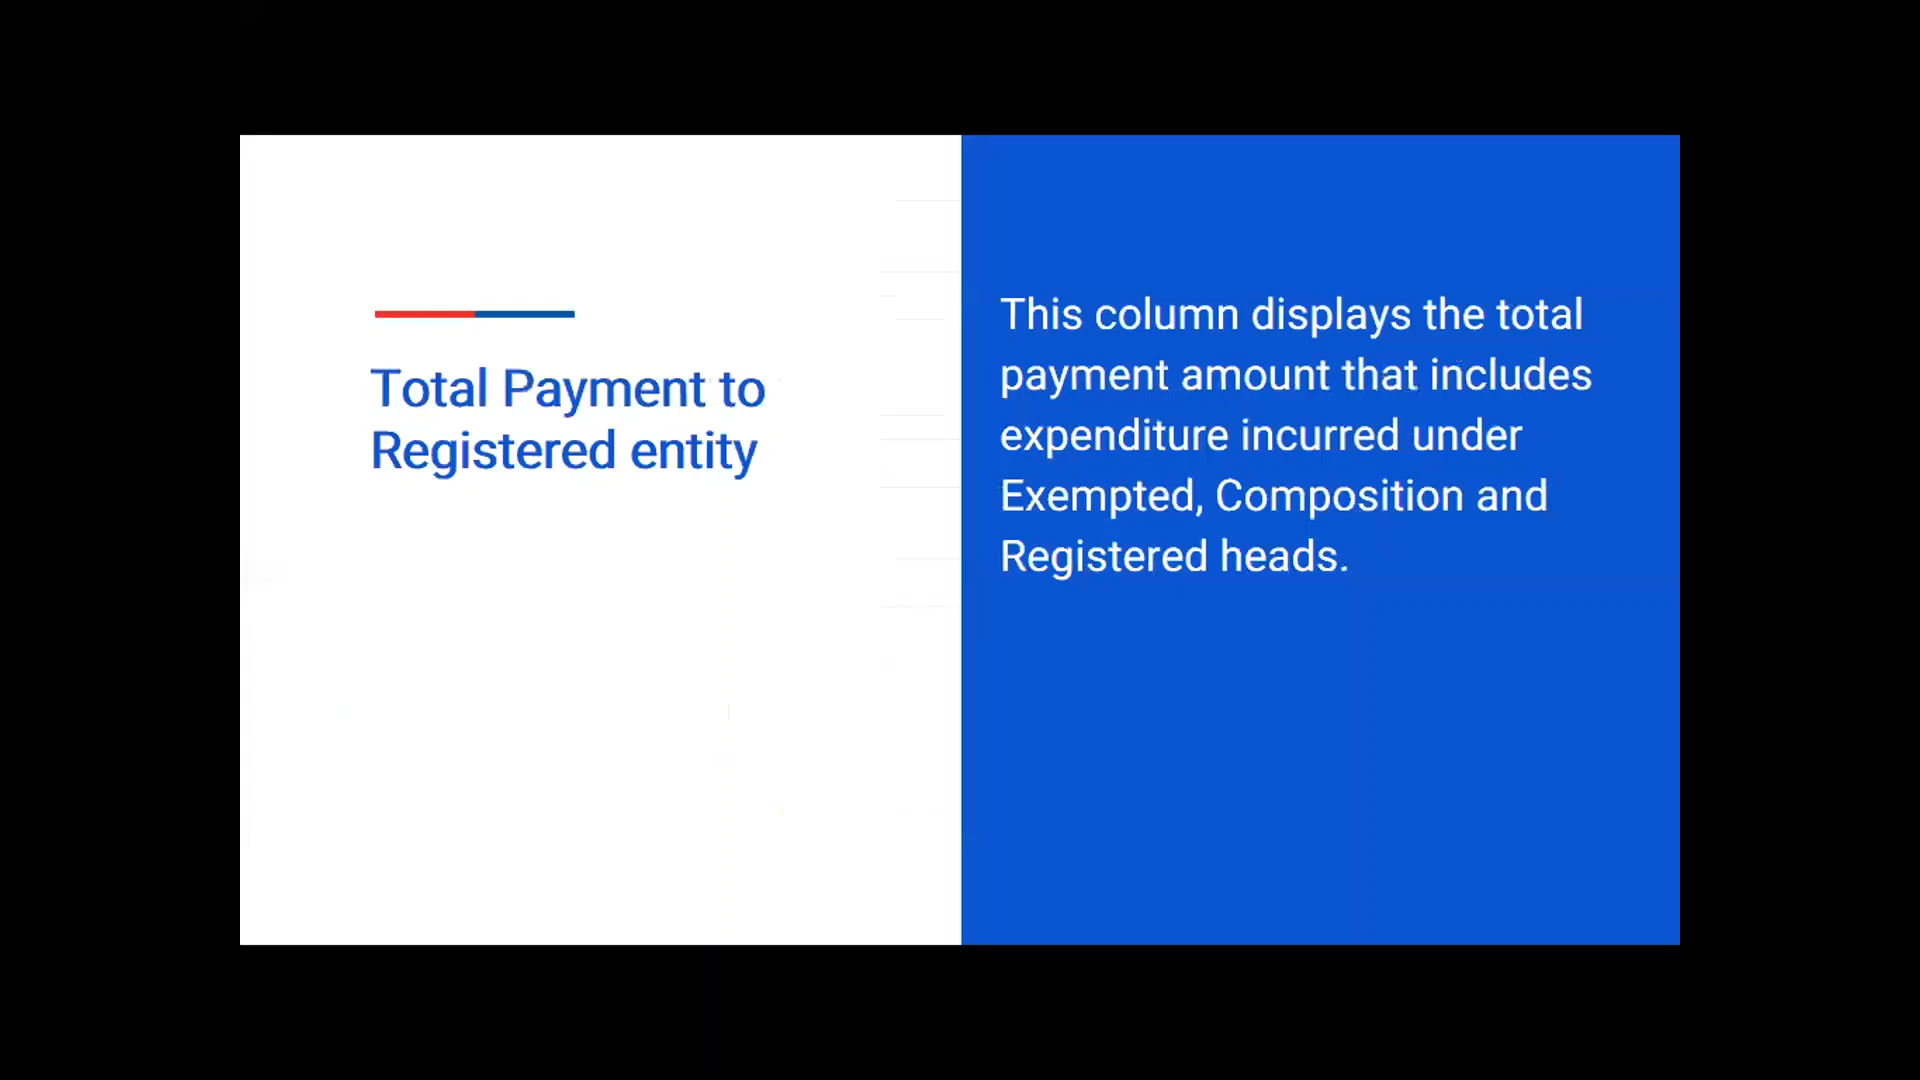 Total Payment to
Registered entity
This column displays the total
payment amount that includes
expenditure incurred under
Exempted, Composition and
Registered heads.